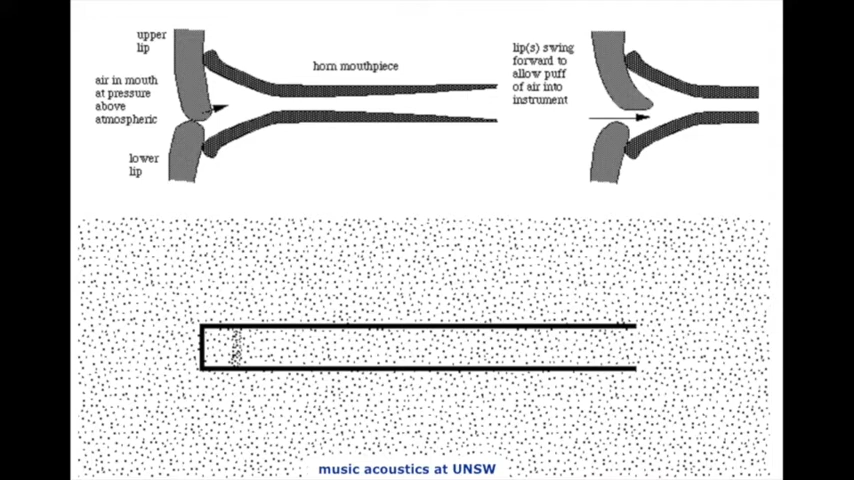 upper
lip
air in mouth
at pressure
above
atmospheric
lower
lip
horn mouthpiece
lip(s) swing
forward to
allow puff
of air into
instrument
music acoustics at UNSW